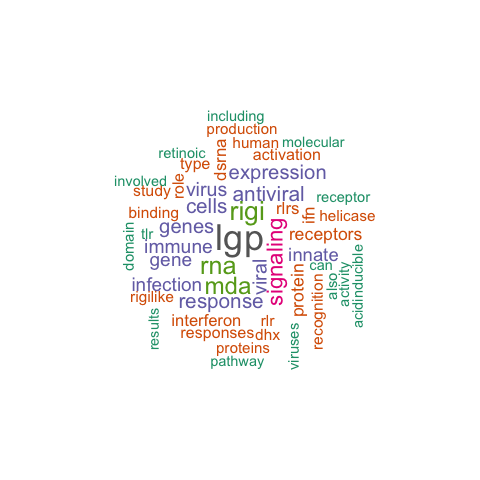 including
production
human molecular
retinoic dsrna activation
type expression
involved role virus antiviral
study cells rigi rlrs receptor
binding ifn helicase
tlr genes lgp signaling receptors
domain immune innate
gene rna viral can
infection mda protein also activity acidinducible
rigilike response recognition
results interferon rlr
responses dhx viruses
proteins
pathway